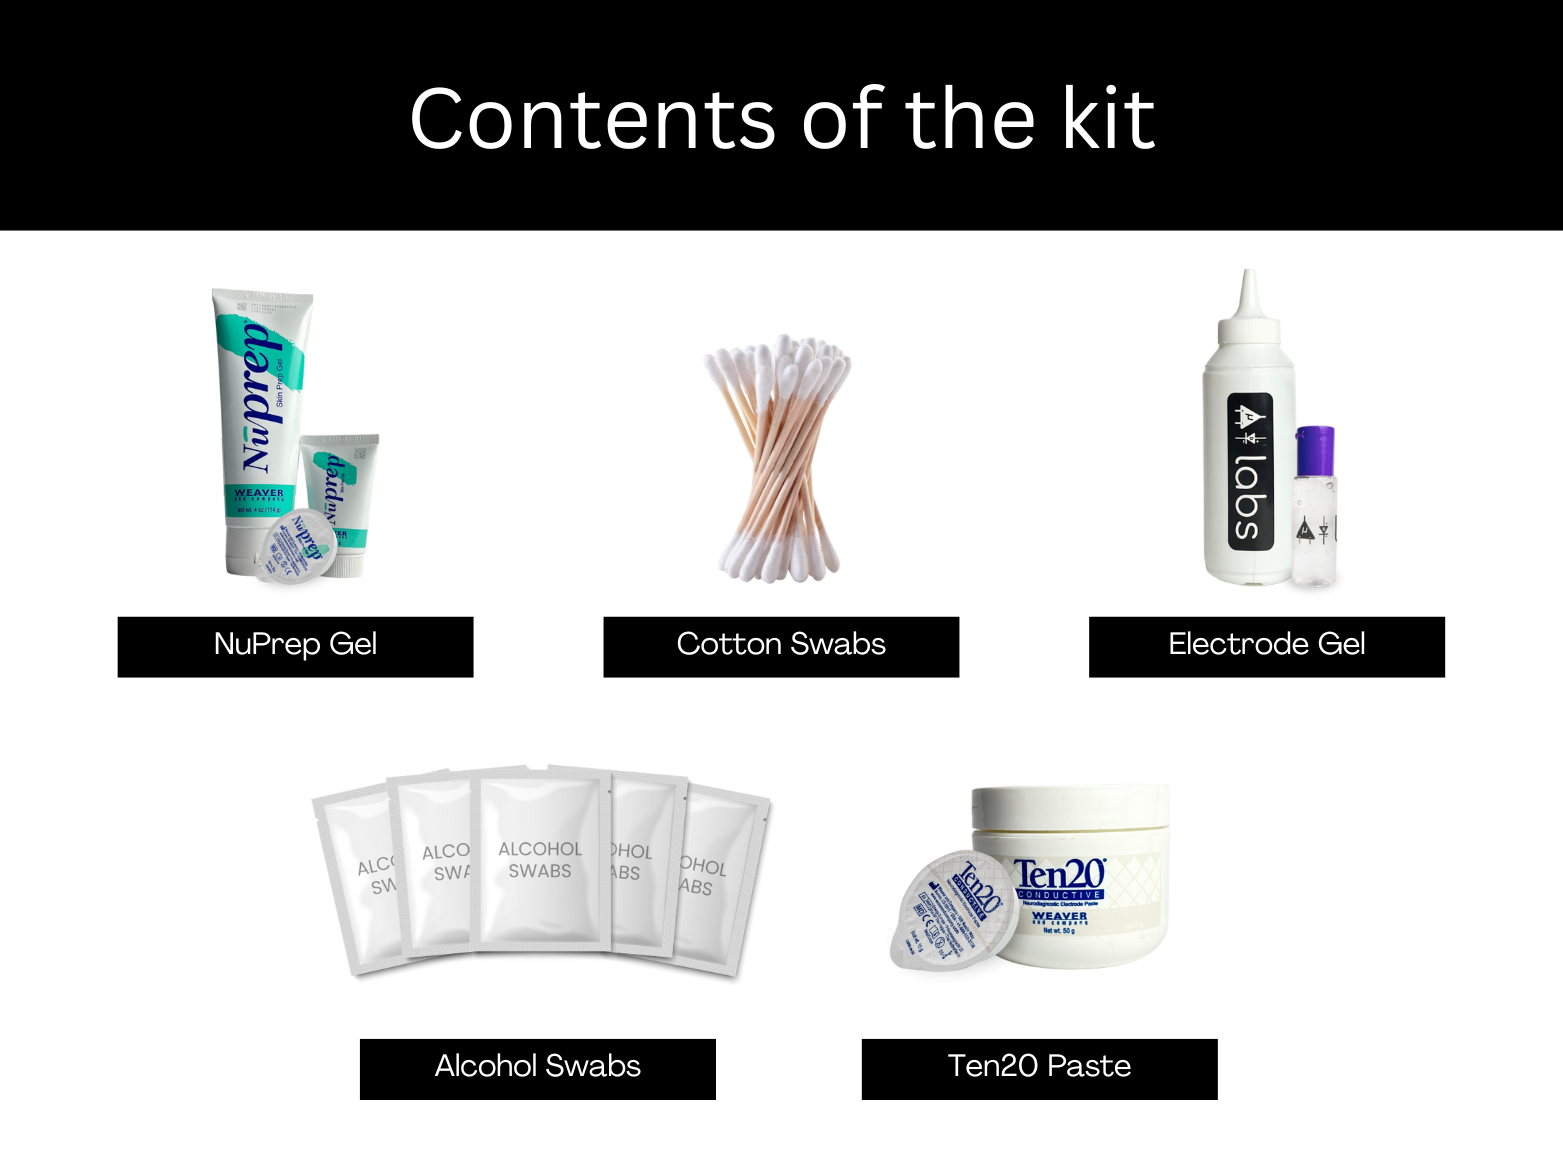 Contents of the kit
Nuprep
Skin Prep Gel
WEAVER
and company
Net wt. 4 oz (114 g)
Nuprep
Nuprep
µ
labs
µ
NuPrep Gel
Cotton Swabs
Electrode Gel
ALCO
SW
ALCO
SWA
ALCOHOL
SWABS
OHOL
ABS
OHOL
ABS
Ten20
CONDUCTIVE
Ten20
CONDUCTIVE
Neurodiagnostic Electrode Paste
WEAVER
and company
Net wt. 50 g
Alcohol Swabs
Ten20 Paste